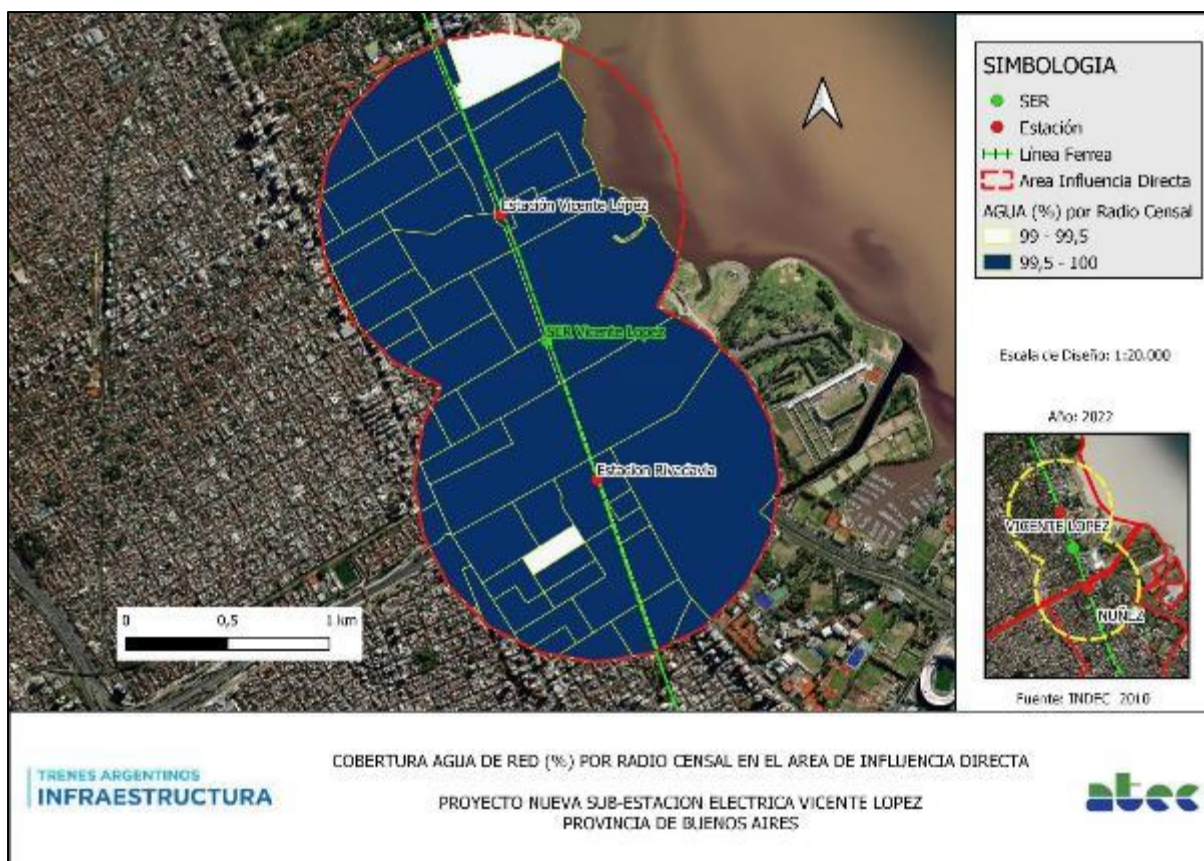 Estación Vicente López
SER Vicente Lopez
Estacion Rivadavia
0 0,5 1 km
SIMBOLOGIA
SER
Estación
Línea Ferrea
Area Influencia Directa
AGUA (%) por Radio Censal
99 - 99,5
99,5 - 100
Escala de Diseño: 1:20.000
Año: 2022
VICENTE LOPEZ
NUÑEZ
Fuente: INDEC 2010
TRENES ARGENTINOS
INFRAESTRUCTURA
COBERTURA AGUA DE RED (%) POR RADIO CENSAL EN EL AREA DE INFLUENCIA DIRECTA
PROYECTO NUEVA SUB-ESTACION ELECTRICA VICENTE LOPEZ
PROVINCIA DE BUENOS AIRES
atec